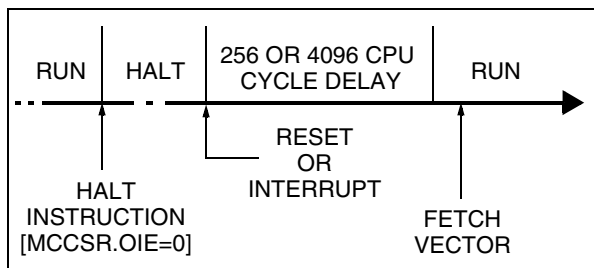 RUN
HALT
256 OR 4096 CPU
CYCLE DELAY
RUN
RESET
OR
INTERRUPT
HALT
INSTRUCTION
[MCCSR.OIE=0]
FETCH
VECTOR